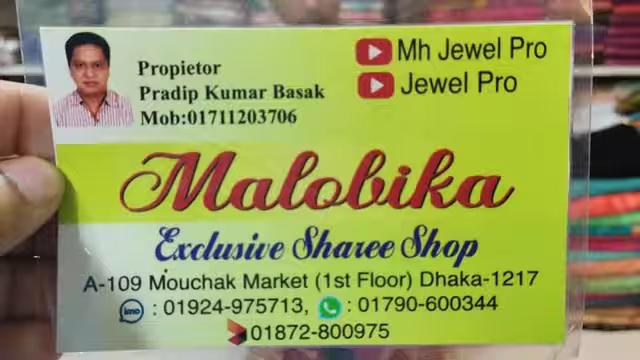 Propietor
Pradip Kumar Basak
Mob:01711203706
Mh Jewel Pro
Jewel Pro
Malobika
Exclusive Sharee Shop
A-109 Mouchak Market (1st Floor) Dhaka-1217
imo : 01924-975713, : 01790-600344
01872-800975